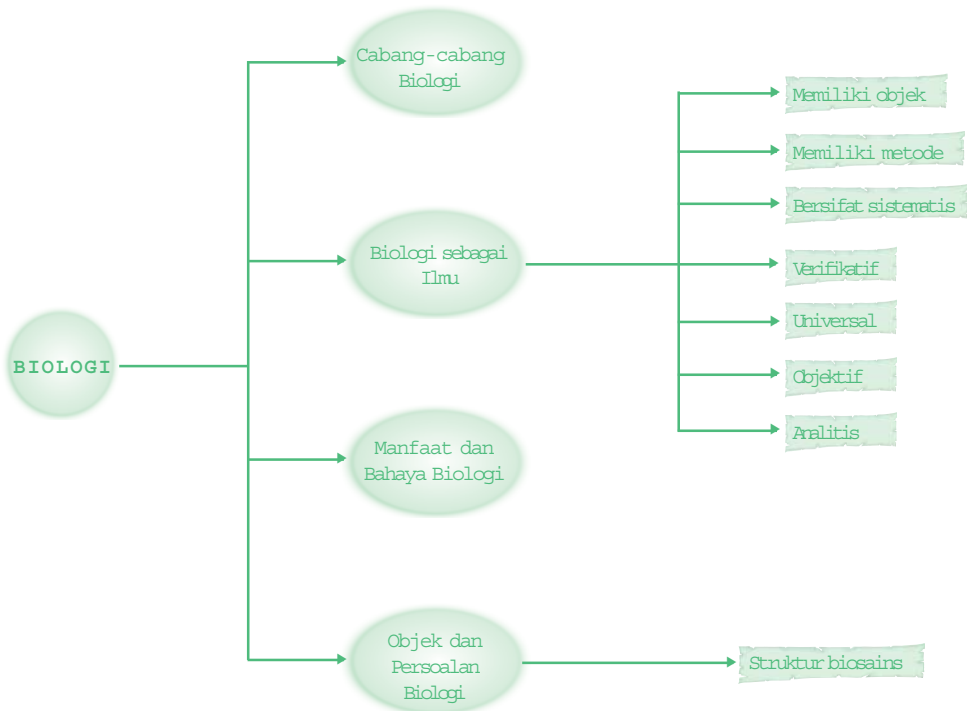 BIOLOGI
Cabang-cabang
Biologi
Biologi sebagai
Ilmu
Memiliki objek
Memiliki metode
Bersifat sistematis
Verifikatif
Universal
Objektif
Analitis
Manfaat dan
Bahaya Biologi
Objek dan
Persoalan
Biologi
Struktur biosains